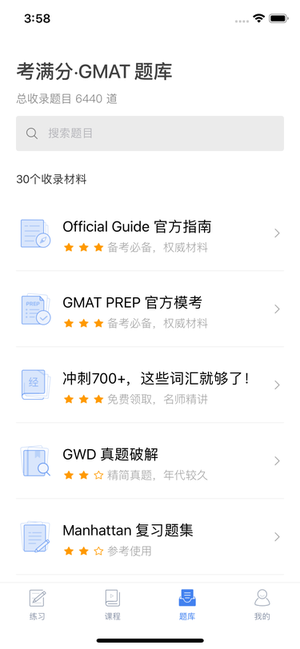 3:58
考满分·GMAT 题库
总收录题目 6440 道
搜索题目
30个收录材料
Official Guide 官方指南
备考必备，权威材料
PREP
GMAT PREP 官方模考
备考必备，权威材料
经
冲刺700+，这些词汇就够了！
免费领取，名师精讲
GWD 真题破解
精简真题，年代较久
Manhattan 复习题集
参考使用
练习
课程
题库
我的